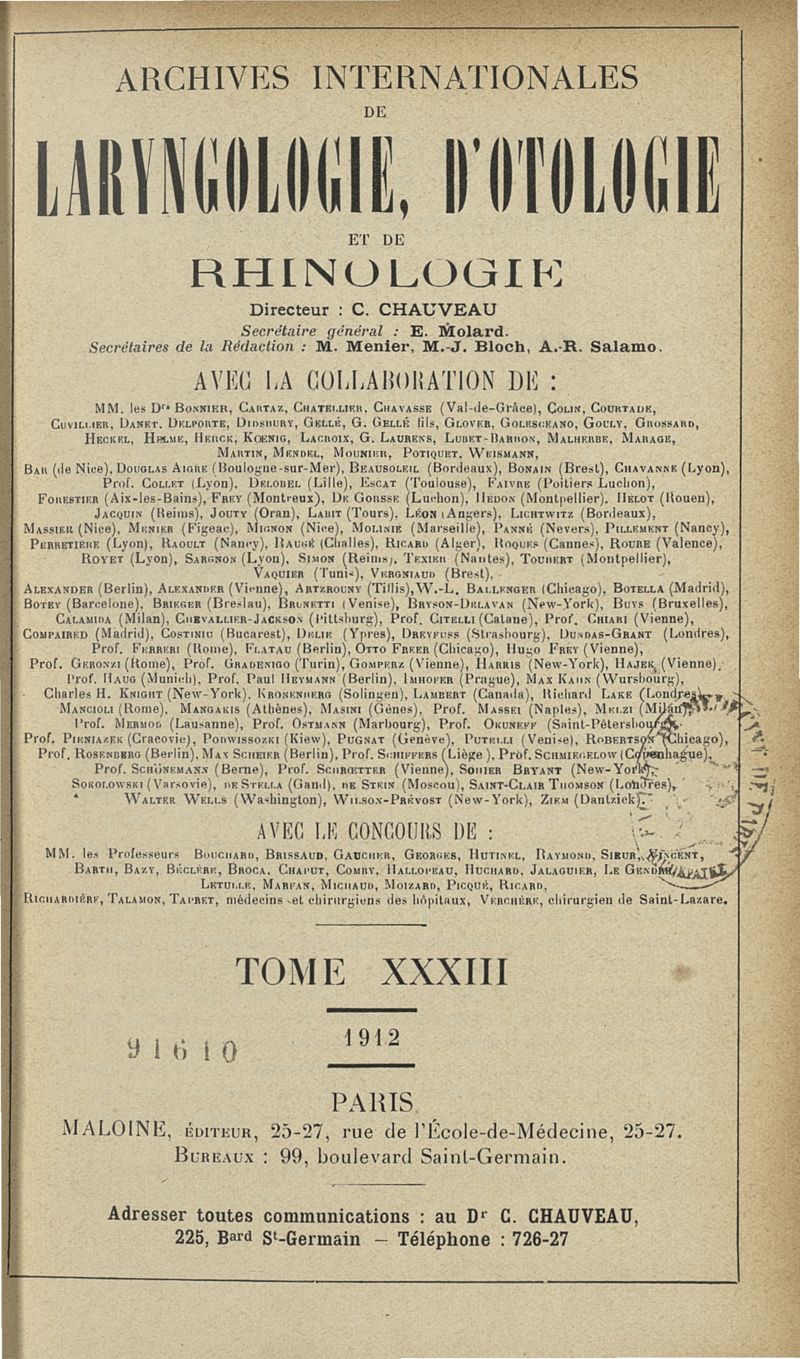 ARCHIVES INTERNATIONALES
DE
LARYNGOLOGIE, D'OTOLOGIE
ET DE
RHINOLOGIE
Directeur : C. CHAUVEAU
Secrétaire général : E. Molard.
Secrétaires de la Rédaction : M. Menier, M.-J. Bloch, A.-R. Salamo.
AVEC LA COLLABORATION DE :
MM. les Drs BONNIER, CARTAZ, CHATELLIER, CHAVASSE (Val-de-Grâce), COLIN, COURTADE,
CUVILLIER, DANET, DELPORTE, DIDSBURY, GELLÉ, G. GELLÉ fils, GLOVER, GOLESCEANO, GOULY, GROSSARD,
HECKEL, HELME, HERCK, KOENIG, LACROIX, G. LAURENS, LUBET-BARBON, MALHERBE, MARAGE,
MARTIN, MENDEL, MOUNIER, POTIQUET, WEISMANN,
BAR (de Nice), DOUGLAS AIGRE (Boulogne-sur-Mer), BEAUSOLEIL (Bordeaux), BONAIN (Brest), CHAVANNE (Lyon),
Prof. COLLET (Lyon), DELOBEL (Lille), ESCAT (Toulouse), FAIVRE (Poitiers Luchon),
FORESTIER (Aix-les-Bains), FREY (Montreux), DE GORSSE (Luchon), HÉDON (Montpellier), HÉLOT (Rouen),
JACQUIN (Reims), JOUTY (Oran), LABIT (Tours), LÉON (Angers), LICHTWITZ (Bordeaux),
MASSIER (Nice), MENIER (Figeac), MIGNON (Nice), MOLINIE (Marseille), PANNÉ (Nevers), PILLEMENT (Nancy),
PERRETIÈRE (Lyon), RAOULT (Nancy), RAUGÉ (Challes), RICARD (Alger), ROQUES (Cannes), ROURE (Valence),
ROYET (Lyon), SARGNON (Lyon), SIMON (Reims), TEXIER (Nantes), TOUBERT (Montpellier),
VAQUIER (Tunis), VERGNIAUD (Brest),
ALEXANDER (Berlin), ALEXANDER (Vienne), ARTZROUNY (Tiflis), W.-L. BALLENGER (Chicago), BOTELLA (Madrid),
BOTEY (Barcelone), BRIEGER (Breslau), BRUNETTI (Venise), BRYSON-DELAVAN (New-York), BUYS (Bruxelles),
CALAMIDA (Milan), CHEVALLIER-JACKSON (Pittsburg), Prof. CITELLI (Catane), Prof. CHIARI (Vienne),
COMPAIRED (Madrid), COSTINIU (Bucarest), DELIE (Ypres), DREYFUSS (Strasbourg), DUNDAS-GRANT (Londres),
Prof. FERRERI (Rome), FLATAU (Berlin), OTTO FREER (Chicago), Hugo FREY (Vienne),
Prof. GERONZI (Rome), Prof. GRADENIGO (Turin), GOMPERZ (Vienne), HARRIS (New-York), HAJEK (Vienne),
Prof. HAUG (Munich), Prof. Paul HEYMANN (Berlin), IMHOFER (Prague), MAX KAHN (Wursbourg),
Charles H. KNIGHT (New-York), KRONENBERG (Solingen), LAMBERT (Canada), Richard LAKE (Londres),
MANCIOLI (Rome), MANGAKIS (Athènes), MASINI (Gênes), Prof. MASSEI (Naples), MELZI (Milan),
Prof. MERMOD (Lausanne), Prof. OSTMANN (Marbourg), Prof. OKUNEFF (Saint-Pétersbourg),
Prof. PIENIAZEK (Cracovie), PODWISSOZKI (Kiew), PUGNAT (Genève), PUTELLI (Venise), ROBERTSON (Chicago),
Prof. ROSENBERG (Berlin), MAX SCHEIER (Berlin), Prof. SCHIFFERS (Liége), Prof. SCHMIEGELOW (Copenhague),
Prof. SCHÖNEMANN (Berne), Prof. SCHRŒTTER (Vienne), SOHIER BRYANT (New-York),
SOKOLOWSKI (Varsovie), DE STELLA (Gand), DE STEIN (Moscou), SAINT-CLAIR THOMSON (Londres),
WALTER WELLS (Washington), WILSON-PRÉVOST (New-York), ZIEM (Dantzick).
AVEC LE CONCOURS DE :
MM. les Professeurs BOUCHARD, BRISSAUD, GAUCHER, GEORGES, HUTINEL, RAYMOND, SIEUR, VINCENT,
BARTH, BAZY, BÉCLÈRE, BROCA, CHAPUT, COMBY, HALLOPEAU, HUCHARD, JALAGUIER, LE GENDRE,
LETULLE, MARFAN, MICHAUD, MOIZARD, PICQUÉ, RICARD,
RICHARDIÈRE, TALAMON, TAPRET, médecins et chirurgiens des hôpitaux, VERCHÈRE, chirurgien de Saint-Lazare.
TOME XXXIII
1912
91610
PARIS
MALOINE, ÉDITEUR, 25-27, rue de l'École-de-Médecine, 25-27.
BUREAUX : 99, boulevard Saint-Germain.
Adresser toutes communications : au Dr C. CHAUVEAU,
225, Bard St-Germain — Téléphone : 726-27